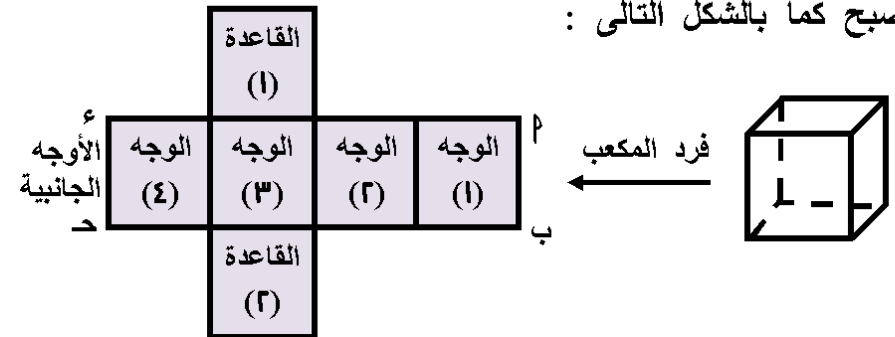 صبح كما بالشكل التالى :
القاعدة
(١)
م
ب
فرد المكعب
الوجه
(١)
الوجه
(٢)
الوجه
(٣)
الوجه
(٤)
ء
الأوجه
الجانبية
حـ
القاعدة
(٢)